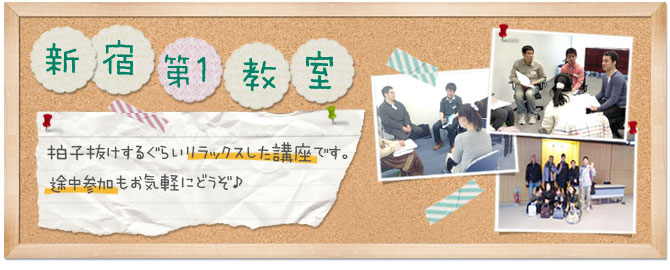 新宿第1教室
拍子抜けするぐらいリラックスした講座です。
途中参加もお気軽にどうぞ♪